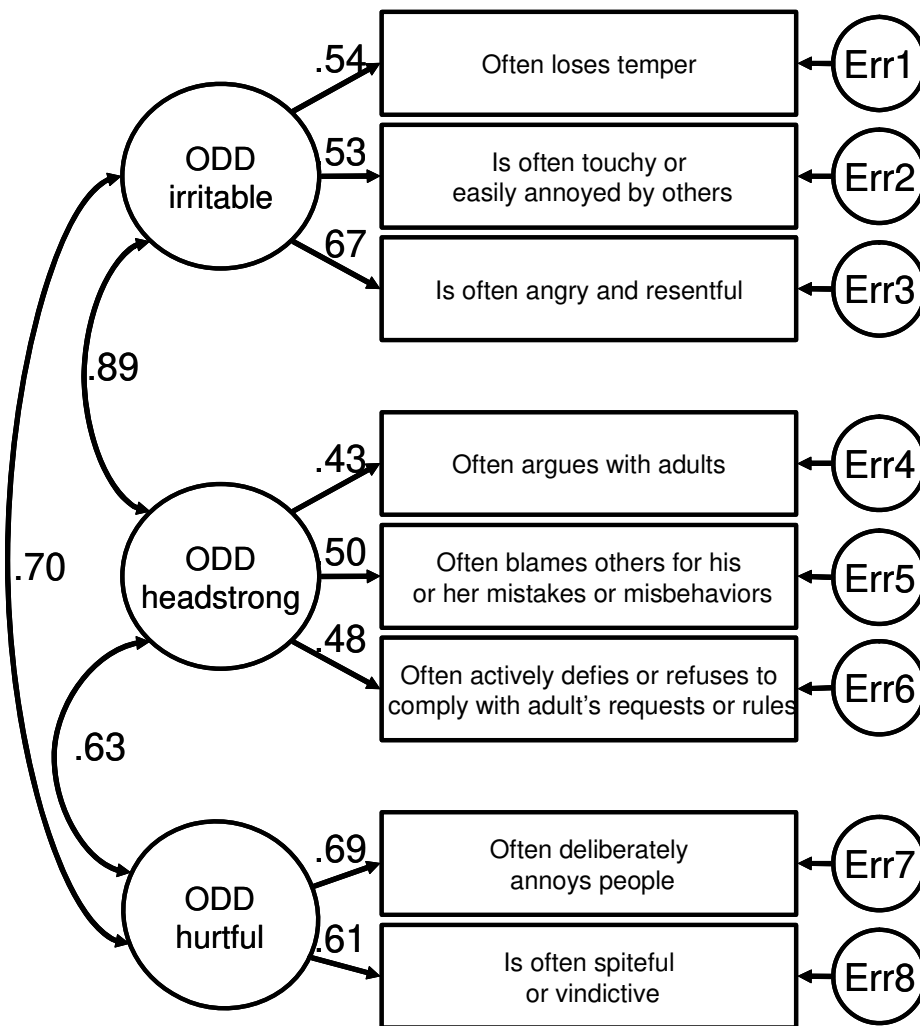 .54
Often loses temper
Err1
ODD
irritable
.53
Is often touchy or
easily annoyed by others
Err2
.67
Is often angry and resentful
Err3
.89
.43
Often argues with adults
Err4
.70
ODD
headstrong
.50
Often blames others for his
or her mistakes or misbehaviors
Err5
.48
Often actively defies or refuses to
comply with adult’s requests or rules
Err6
.63
.69
Often deliberately
annoys people
Err7
ODD
hurtful
.61
Is often spiteful
or vindictive
Err8